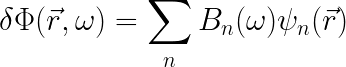 δΦ(r⃗, ω) = ∑ₙ Bₙ(ω)ψₙ(r⃗)